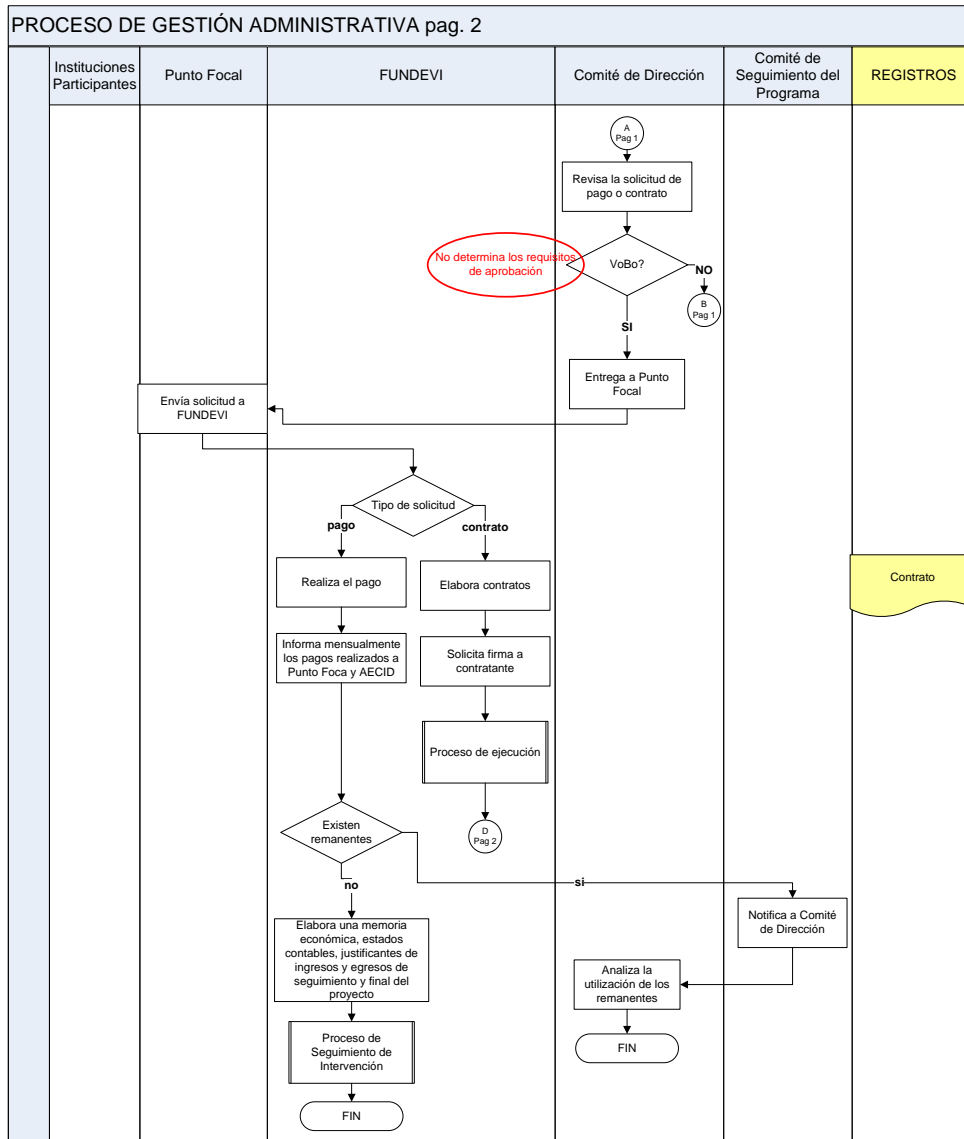 PROCESO DE GESTIÓN ADMINISTRATIVA pag. 2
Instituciones
Participantes
Punto Focal
FUNDEVI
Comité de Dirección
Comité de
Seguimiento del
Programa
REGISTROS
A
Pag 1
Revisa la solicitud de
pago o contrato
No determina los requisitos
de aprobación
VoBo?
NO
B
Pag 1
SI
Entrega a Punto
Focal
Envía solicitud a
FUNDEVI
Tipo de solicitud
pago
contrato
Realiza el pago
Elabora contratos
Contrato
Informa mensualmente
los pagos realizados a
Punto Foca y AECID
Solicita firma a
contratante
Proceso de ejecución
Existen
remanentes
D
Pag 2
no
si
Elabora una memoria
económica, estados
contables, justificantes de
ingresos y egresos de
seguimiento y final del
proyecto
Notifica a Comité
de Dirección
Analiza la
utilización de los
remanentes
Proceso de
Seguimiento de
Intervención
FIN
FIN